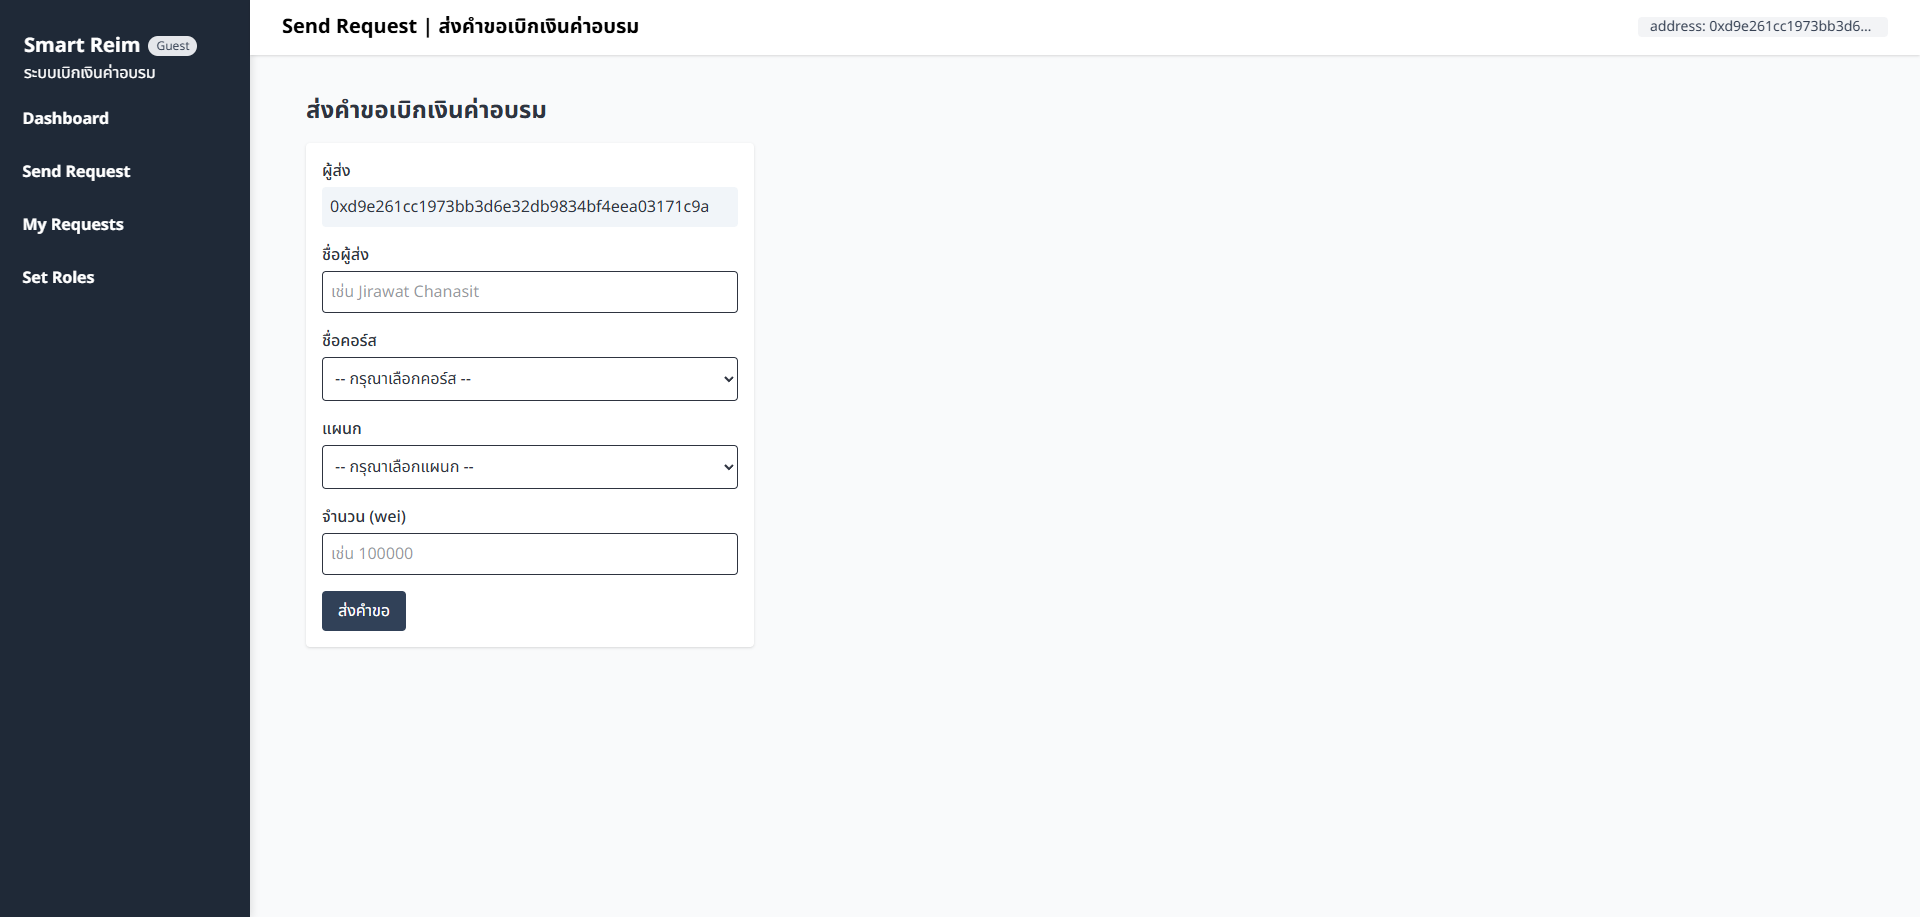 Smart Reim Guest
ระบบเบิกเงินค่าอบรม
Dashboard
Send Request
My Requests
Set Roles
Send Request | ส่งคำขอเบิกเงินค่าอบรม
address: 0xd9e261cc1973bb3d6...
ส่งคำขอเบิกเงินค่าอบรม
ผู้ส่ง
0xd9e261cc1973bb3d6e32db9834bf4eea03171c9a
ชื่อผู้ส่ง
เช่น Jirawat Chanasit
ชื่อคอร์ส
-- กรุณาเลือกคอร์ส --
แผนก
-- กรุณาเลือกแผนก --
จำนวน (wei)
เช่น 100000
ส่งคำขอ